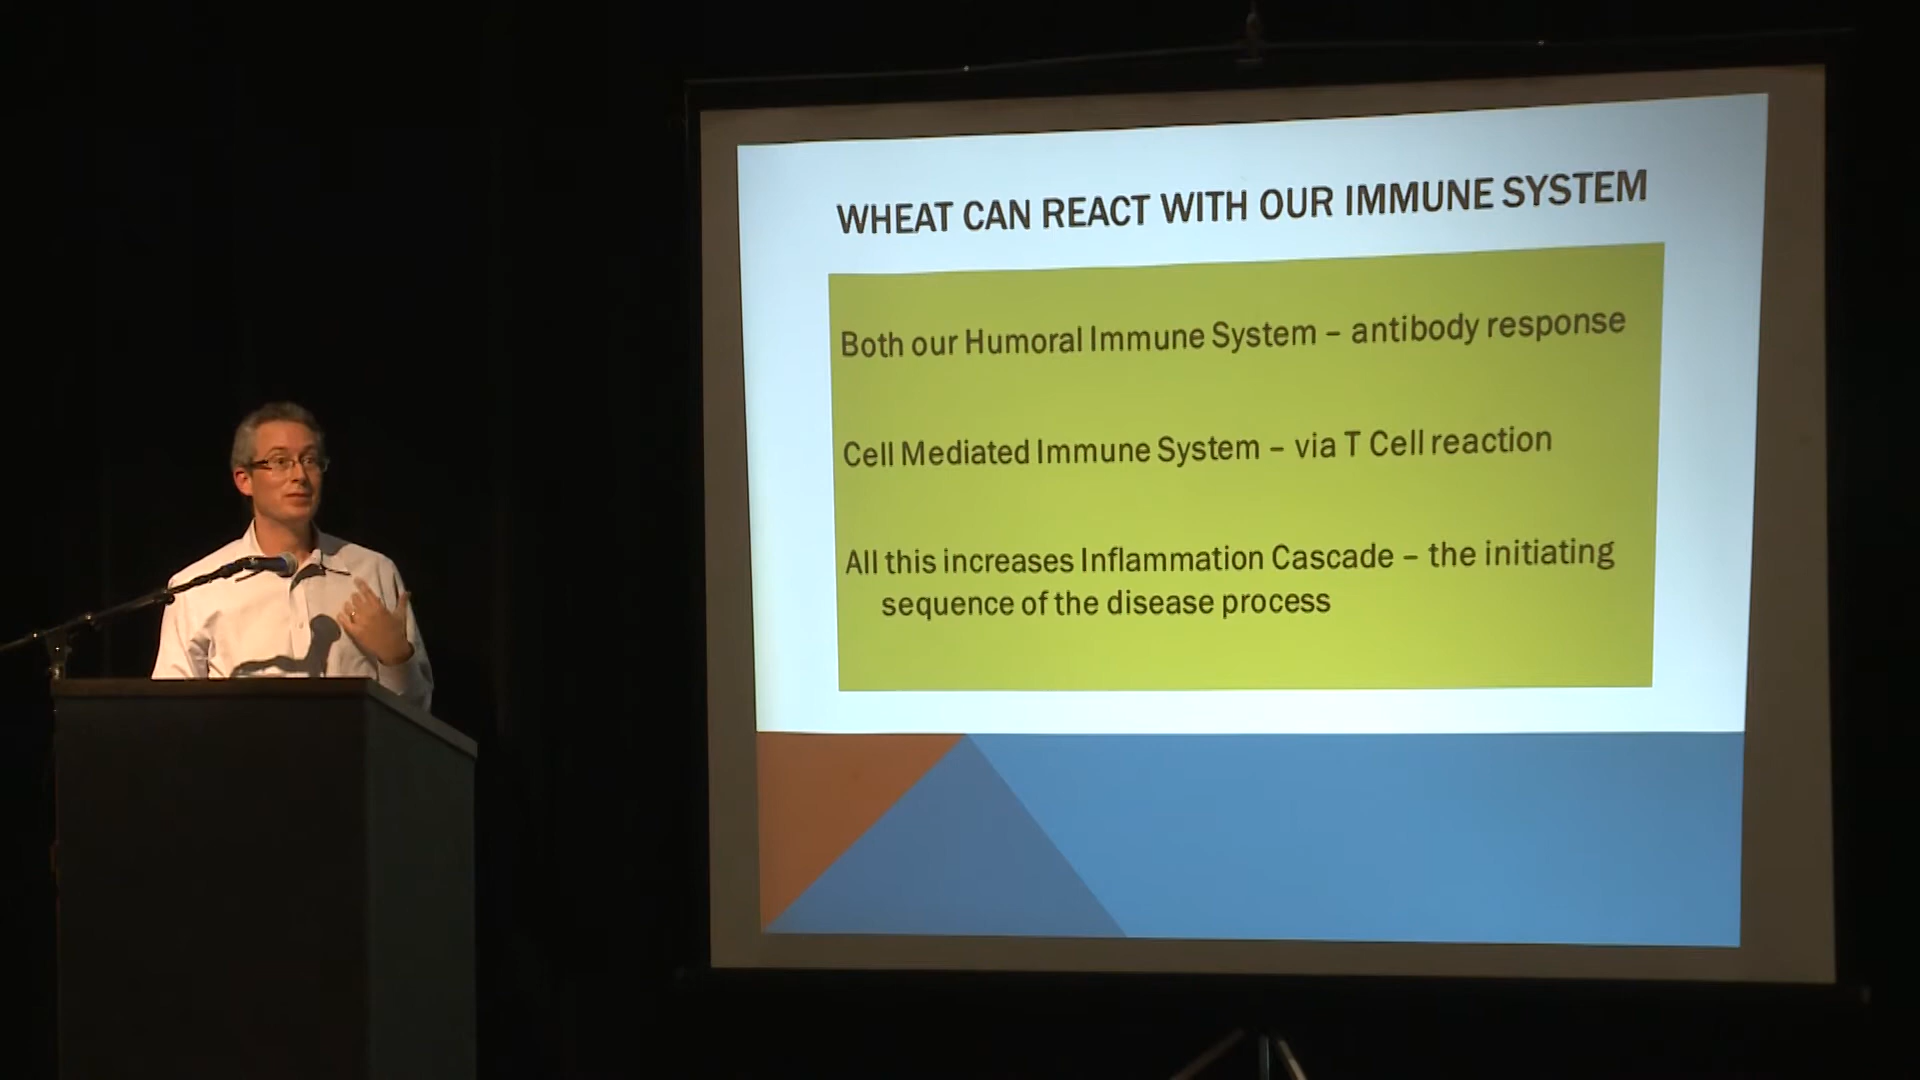 WHEAT CAN REACT WITH OUR IMMUNE SYSTEM
Both our Humoral Immune System – antibody response
Cell Mediated Immune System – via T Cell reaction
All this increases Inflammation Cascade – the initiating
sequence of the disease process